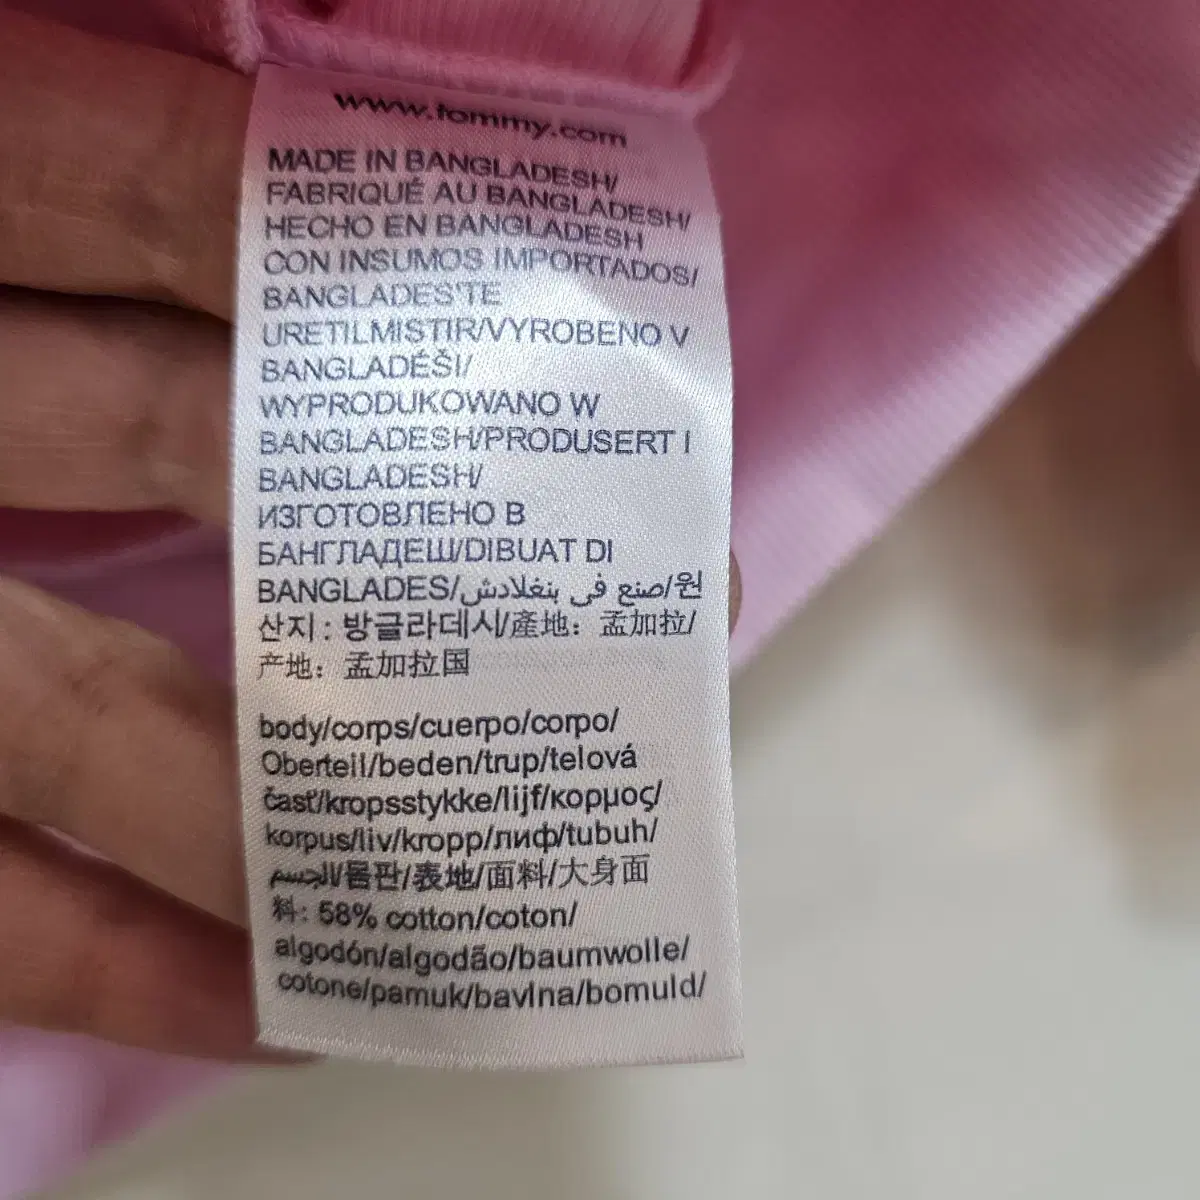 www.tommy.com
MADE IN BANGLADESH/
FABRIQUÉ AU BANGLADESH/
HECHO EN BANGLADESH
CON INSUMOS IMPORTADOS/
BANGLADES'TE
URETILMISTIR/VYROBENO V
BANGLADÉŠI/
WYPRODUKOWANO W
BANGLADESH/PRODUSERT I
BANGLADESH/
ИЗГОТОВЛЕНО В
БАНГЛАДЕШ/DIBUAT DI
BANGLADES/صنع في بنغلادش/원
산지 : 방글라데시/產地：孟加拉/
产地：孟加拉国
body/corps/cuerpo/corpo/
Oberteil/beden/trup/telová
časť/kropsstykke/lijf/κορμος/
korpus/liv/kropp/лиф/tubuh/
الجسم/몸판/表地/面料/大身面
料: 58% cotton/coton/
algodón/algodão/baumwolle/
cotone/pamuk/bavlna/bomuld/